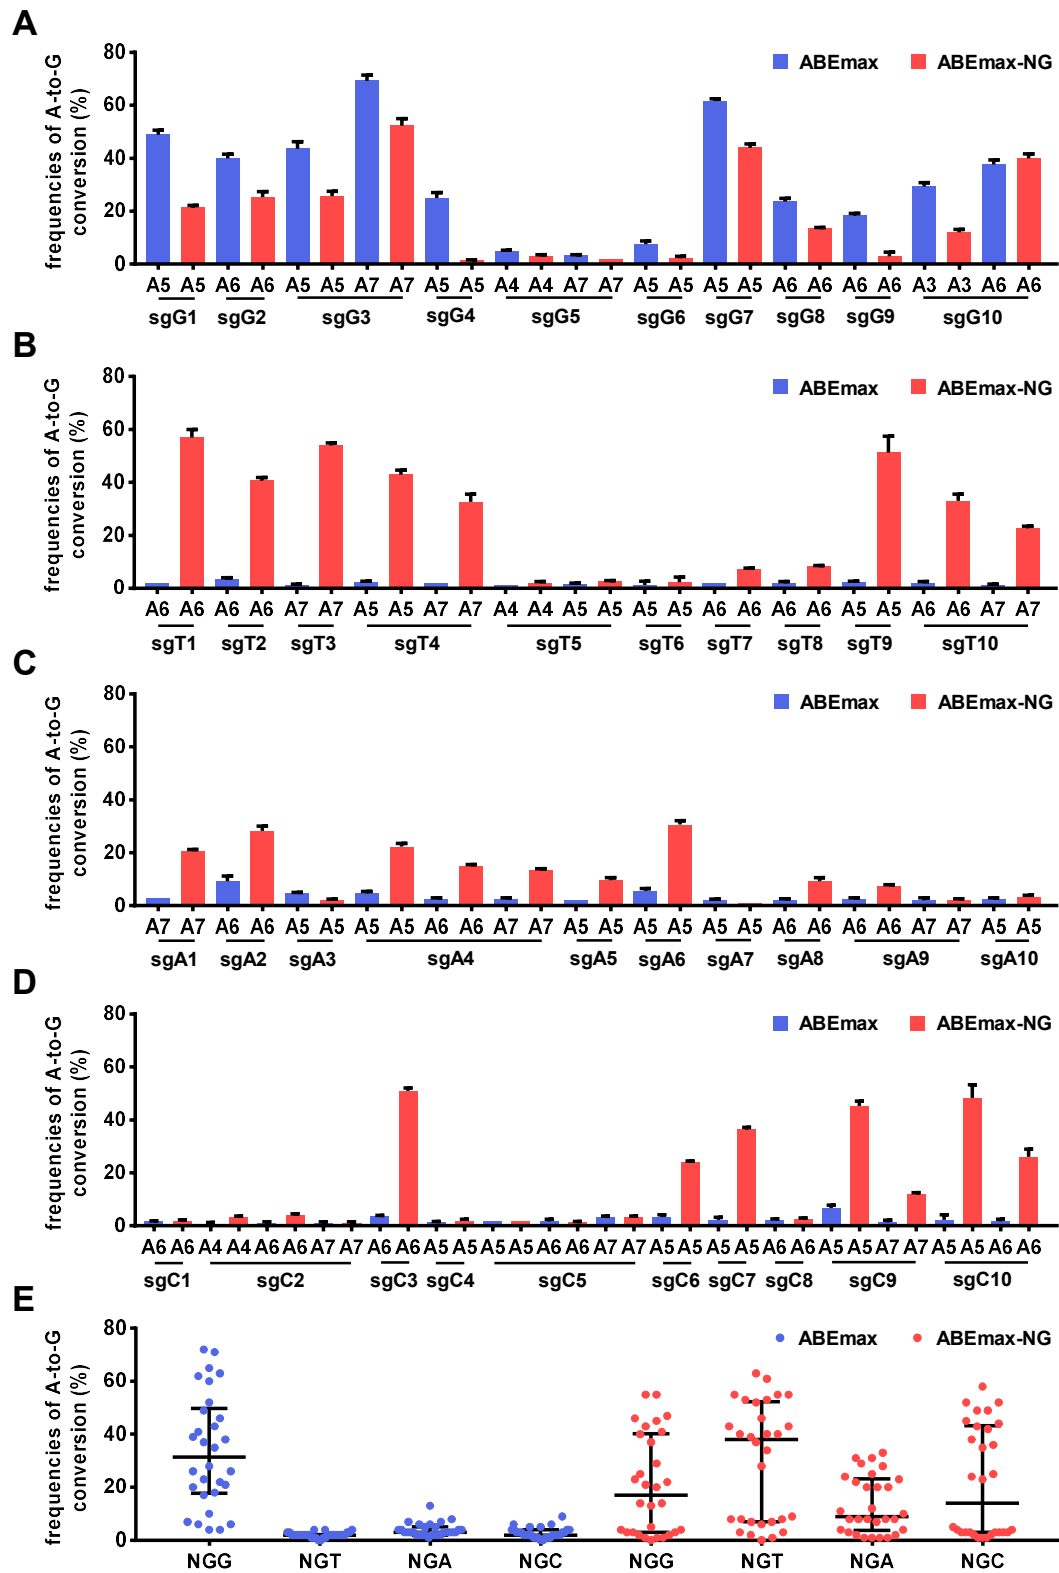 A
frequencies of A-to-G
conversion (%)
80
60
40
20
0
ABEmax ABEmax-NG
A5 A5 A6 A6 A5 A5 A7 A7 A5 A5 A4 A4 A7 A7 A5 A5 A5 A5 A6 A6 A6 A6 A3 A3 A6 A6
sgG1 sgG2 sgG3 sgG4 sgG5 sgG6 sgG7 sgG8 sgG9 sgG10
B
frequencies of A-to-G
conversion (%)
80
60
40
20
0
ABEmax ABEmax-NG
A6 A6 A6 A6 A7 A7 A5 A5 A7 A7 A4 A4 A5 A5 A5 A5 A6 A6 A6 A6 A5 A5 A6 A6 A7 A7
sgT1 sgT2 sgT3 sgT4 sgT5 sgT6 sgT7 sgT8 sgT9 sgT10
C
frequencies of A-to-G
conversion (%)
80
60
40
20
0
ABEmax ABEmax-NG
A7 A7 A6 A6 A5 A5 A5 A5 A6 A6 A7 A7 A5 A5 A5 A5 A5 A5 A6 A6 A6 A6 A7 A7 A5 A5
sgA1 sgA2 sgA3 sgA4 sgA5 sgA6 sgA7 sgA8 sgA9 sgA10
D
frequencies of A-to-G
conversion (%)
80
60
40
20
0
ABEmax ABEmax-NG
A6 A6 A4 A4 A6 A6 A7 A7 A6 A6 A5 A5 A5 A5 A6 A6 A7 A7 A5 A5 A5 A5 A6 A6 A5 A5 A7 A7 A5 A5 A6 A6
sgC1 sgC2 sgC3 sgC4 sgC5 sgC6 sgC7 sgC8 sgC9 sgC10
E
frequencies of A-to-G
conversion (%)
80
60
40
20
0
ABEmax ABEmax-NG
NGG NGT NGA NGC NGG NGT NGA NGC